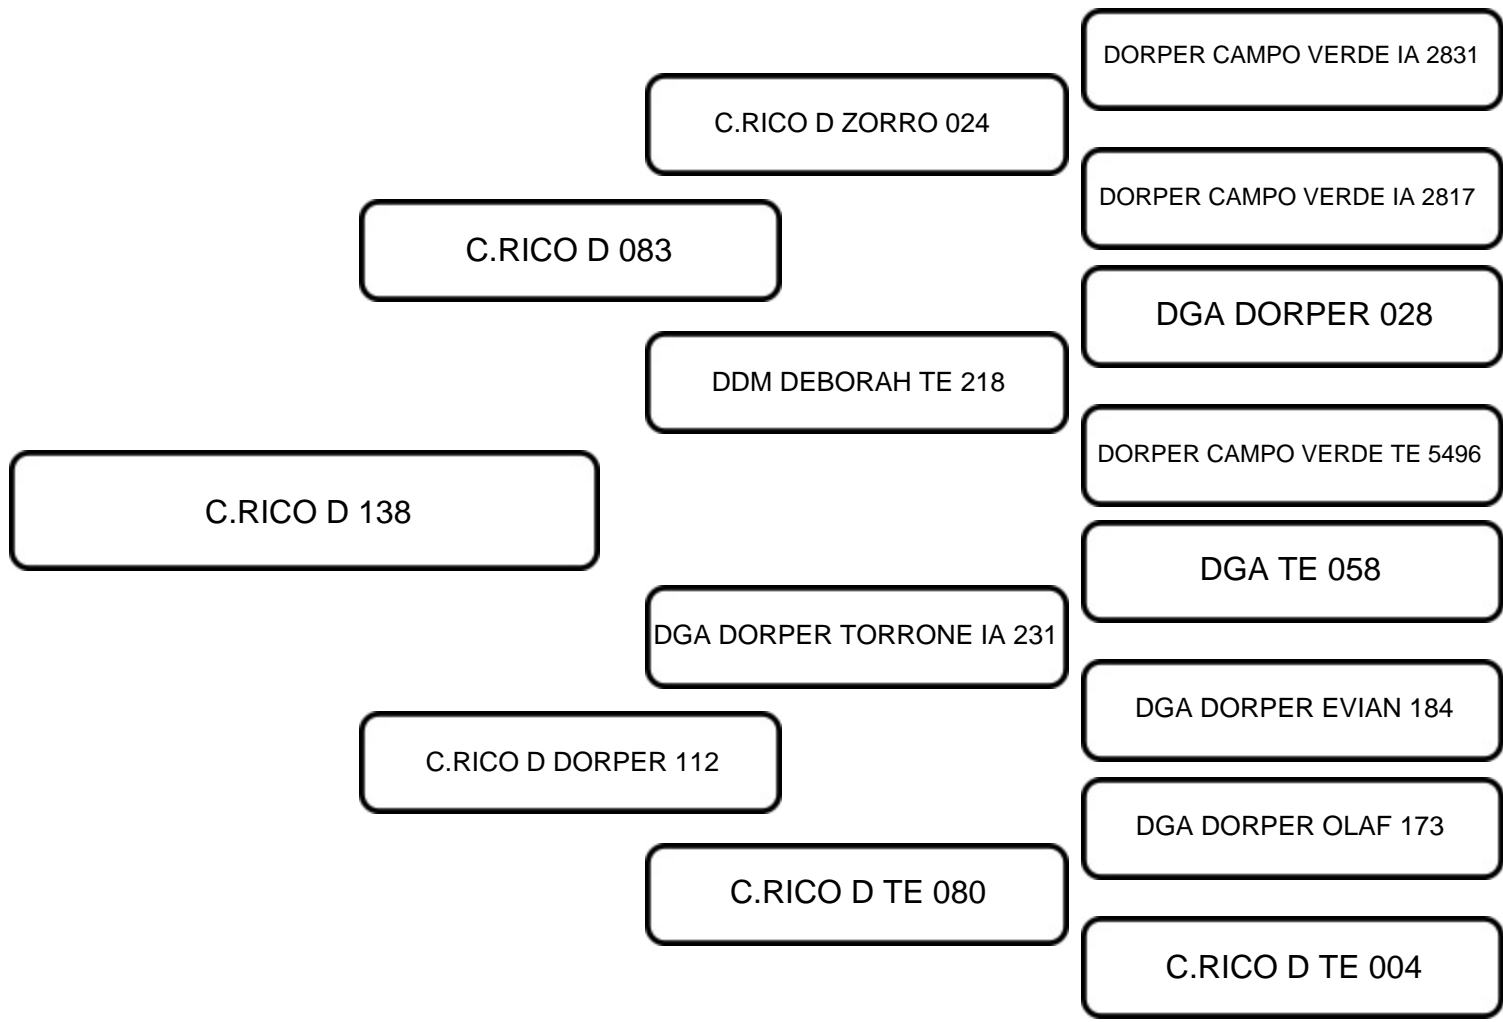 DORPER CAMPO VERDE IA 2831
C.RICO D ZORRO 024
DORPER CAMPO VERDE IA 2817
C.RICO D 083
DGA DORPER 028
DDM DEBORAH TE 218
DORPER CAMPO VERDE TE 5496
C.RICO D 138
DGA TE 058
DGA DORPER TORRONE IA 231
DGA DORPER EVIAN 184
C.RICO D DORPER 112
DGA DORPER OLAF 173
C.RICO D TE 080
C.RICO D TE 004